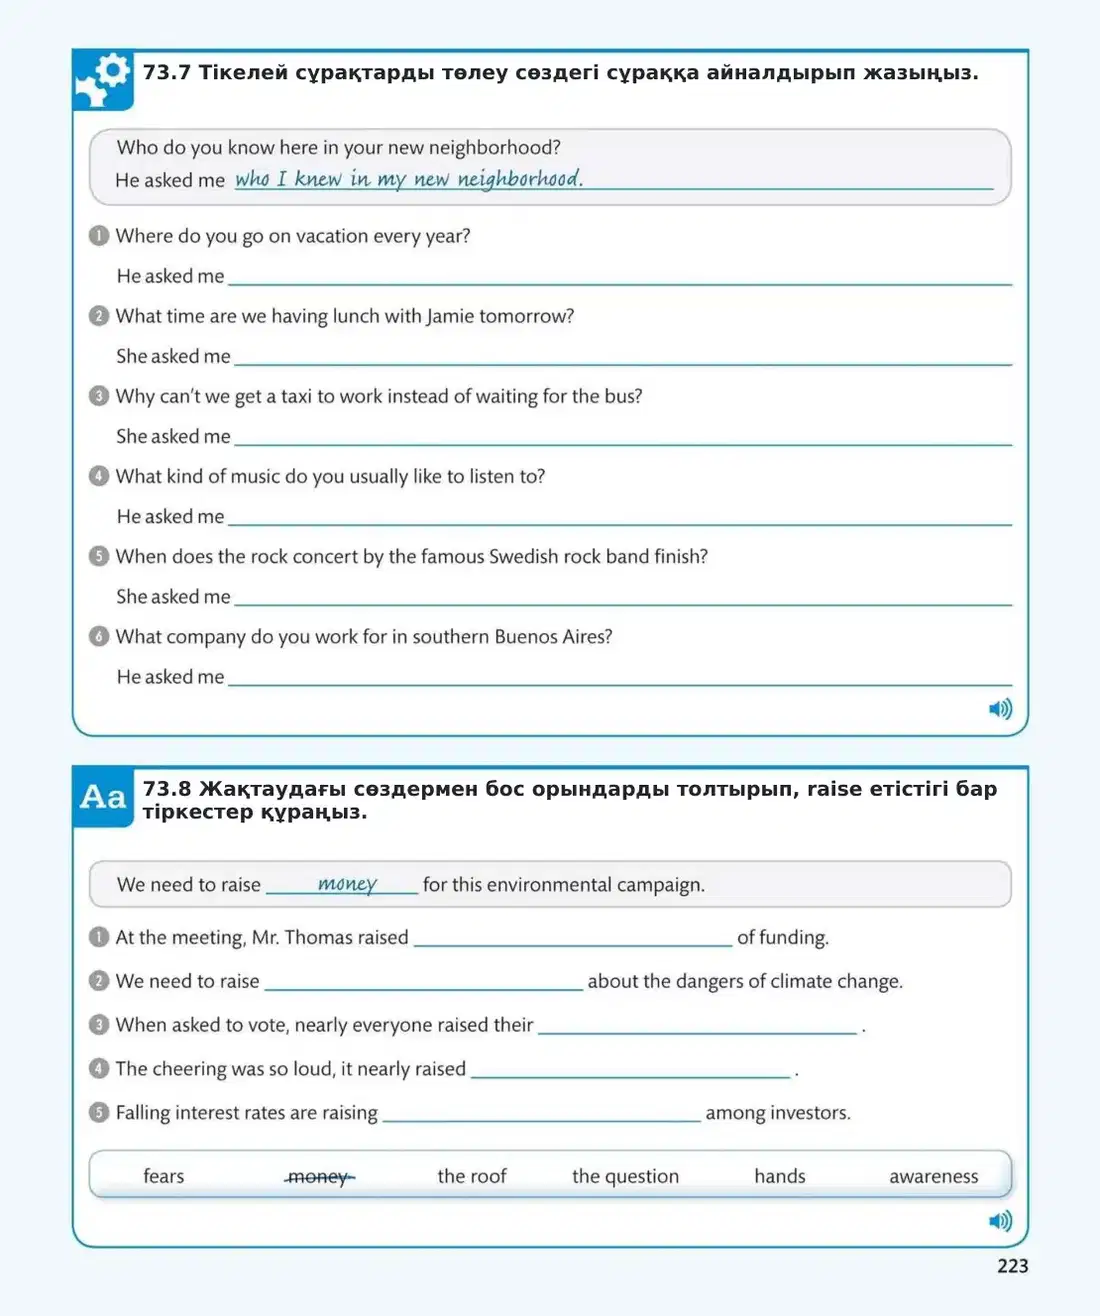 73.7 Тікелей сұрақтарды төлеу сөздегі сұраққа айналдырып жазыңыз.
Who do you know here in your new neighborhood?
He asked me who I knew in my new neighborhood.
1 Where do you go on vacation every year?
He asked me
2 What time are we having lunch with Jamie tomorrow?
She asked me
3 Why can't we get a taxi to work instead of waiting for the bus?
She asked me
4 What kind of music do you usually like to listen to?
He asked me
5 When does the rock concert by the famous Swedish rock band finish?
She asked me
6 What company do you work for in southern Buenos Aires?
He asked me
Aa
73.8 Жақтаудағы сөздермен бос орындарды толтырып, raise етістігі бар
тіркестер құраңыз.
We need to raise money for this environmental campaign.
1 At the meeting, Mr. Thomas raised of funding.
2 We need to raise about the dangers of climate change.
3 When asked to vote, nearly everyone raised their .
4 The cheering was so loud, it nearly raised .
5 Falling interest rates are raising among investors.
fears money the roof the question hands awareness
223